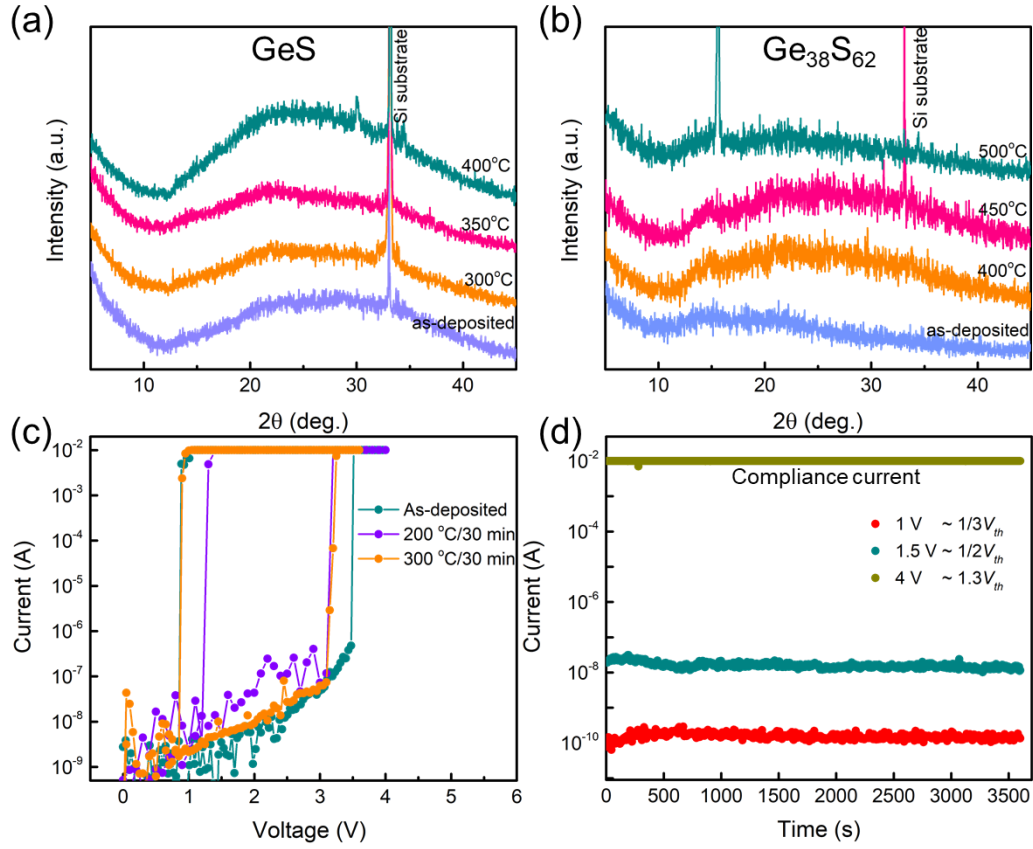 (a)
GeS
Intensity (a.u.)
Si substrate
400°C
350°C
300°C
as-deposited
10
20
30
40
2θ (deg.)
(b)
Ge₃₈S₆₂
Intensity (a.u.)
Si substrate
500°C
450°C
400°C
as-deposited
10
20
30
40
2θ (deg.)
(c)
Current (A)
10⁻²
10⁻³
10⁻⁴
10⁻⁵
10⁻⁶
10⁻⁷
10⁻⁸
10⁻⁹
As-deposited
200 °C/30 min
300 °C/30 min
0
1
2
3
4
5
6
Voltage (V)
(d)
Current (A)
10⁻²
10⁻⁴
10⁻⁶
10⁻⁸
10⁻¹⁰
Compliance current
1 V ~ 1/3Vₜₕ
1.5 V ~ 1/2Vₜₕ
4 V ~ 1.3Vₜₕ
0
500
1000
1500
2000
2500
3000
3500
Time (s)